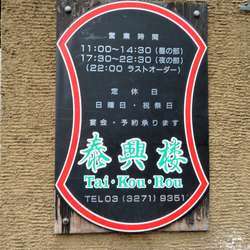 営業時間
11:00〜14:30(昼の部)
17:30〜22:30(夜の部)
(22:00 ラストオーダー)
定休日
日曜日・祝祭日
宴会・予約承ります
泰興楼
Tai・Kou・Rou
TEL03(3271)9351